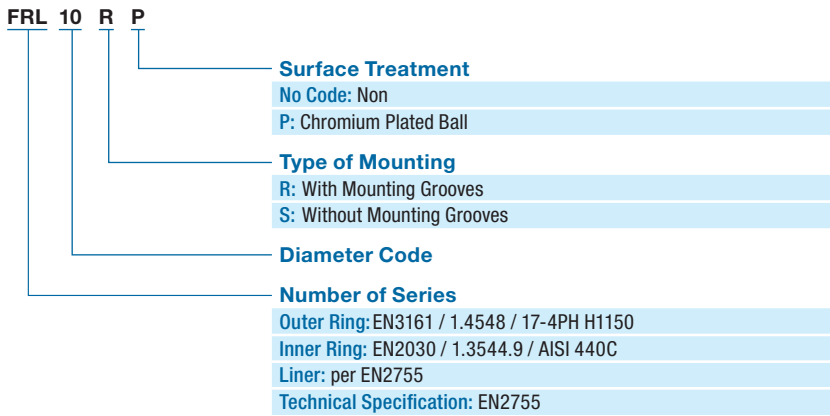 FRL 10 R P
Surface Treatment
No Code: Non
P: Chromium Plated Ball
Type of Mounting
R: With Mounting Grooves
S: Without Mounting Grooves
Diameter Code
Number of Series
Outer Ring: EN3161 / 1.4548 / 17-4PH H1150
Inner Ring: EN2030 / 1.3544.9 / AISI 440C
Liner: per EN2755
Technical Specification: EN2755